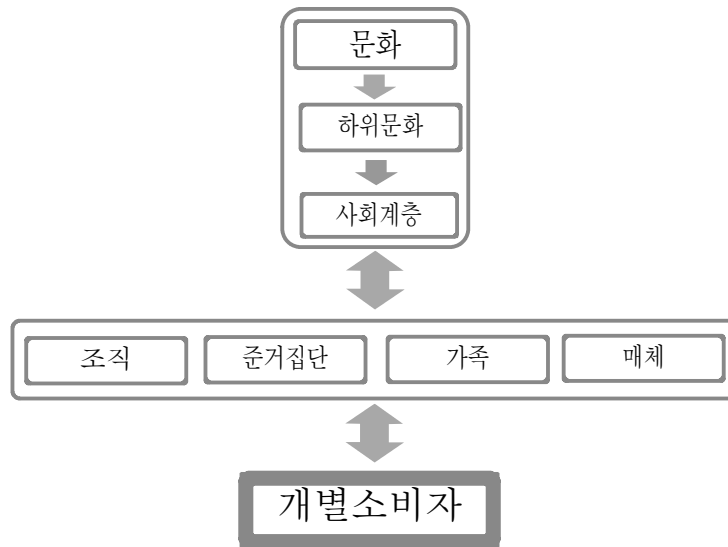 문화
하위문화
사회계층
조직 준거집단 가족 매체
개별소비자